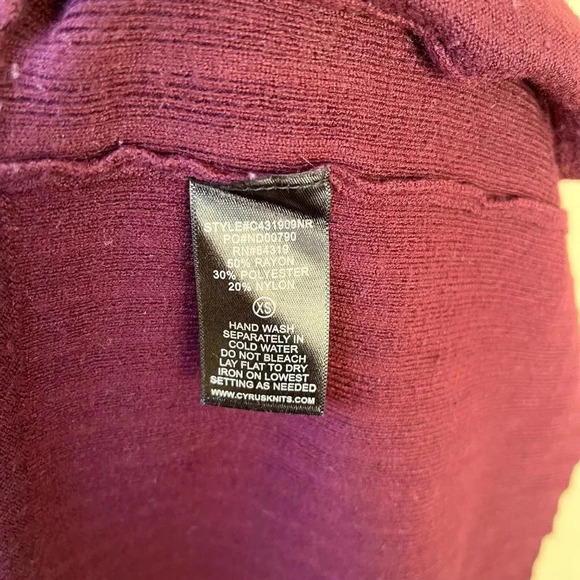 STYLE#C431909NR
PO#ND00790
RN#84318
50% RAYON
30% POLYESTER
20% NYLON
XS
HAND WASH
SEPARATELY IN
COLD WATER
DO NOT BLEACH
LAY FLAT TO DRY
IRON ON LOWEST
SETTING AS NEEDED
WWW.CYRUSKNITS.COM